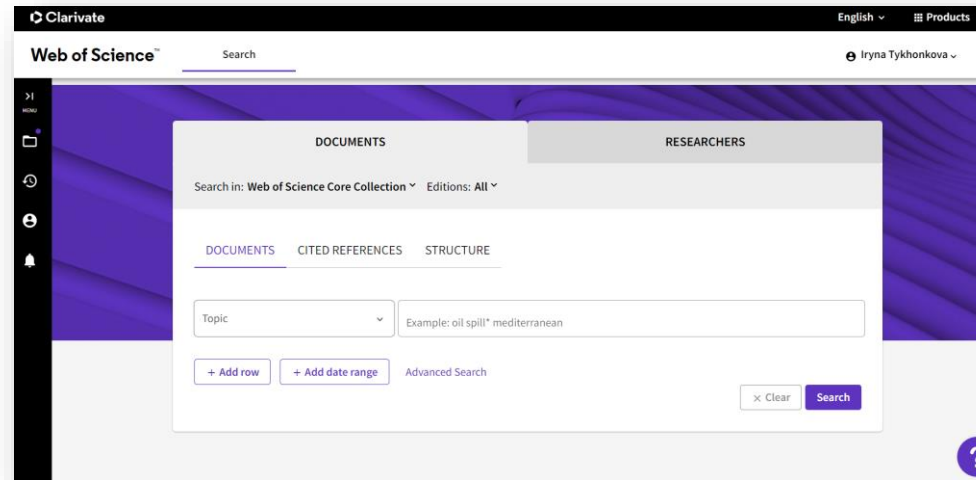 Clarivate
English
Products
Web of Science™
Search
Iryna Tykhonkova
MENU
DOCUMENTS
RESEARCHERS
Search in: Web of Science Core Collection Editions: All
DOCUMENTS CITED REFERENCES STRUCTURE
Topic
Example: oil spill* mediterranean
+ Add row
+ Add date range
Advanced Search
× Clear
Search
?